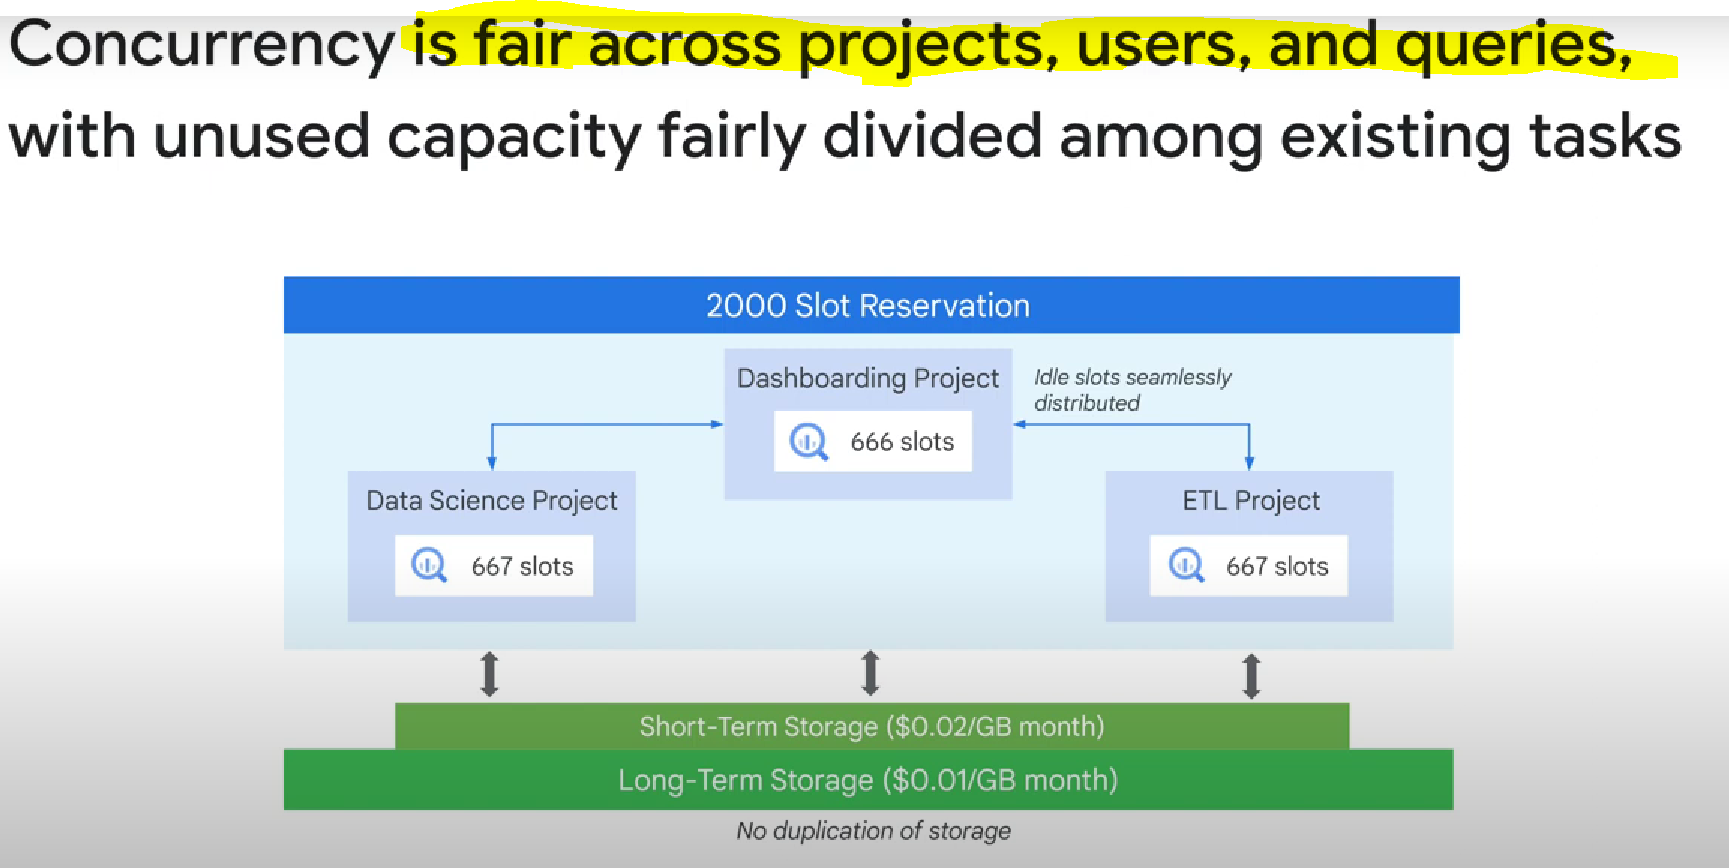 Concurrency is fair across projects, users, and queries,
with unused capacity fairly divided among existing tasks
2000 Slot Reservation
Dashboarding Project
666 slots
Idle slots seamlessly
distributed
Data Science Project
667 slots
ETL Project
667 slots
Short-Term Storage ($0.02/GB month)
Long-Term Storage ($0.01/GB month)
No duplication of storage